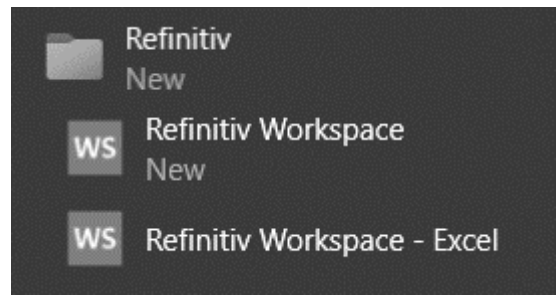 Refinitiv
New
WS
Refinitiv Workspace
New
WS
Refinitiv Workspace - Excel